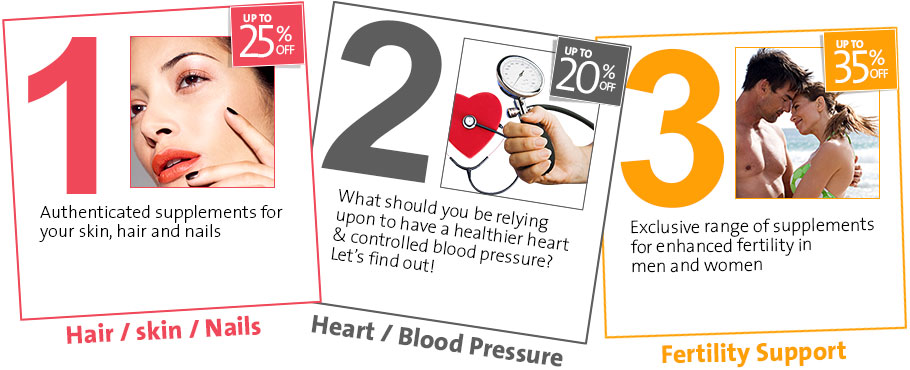 1
UP TO
25%
OFF
Authenticated supplements for
your skin, hair and nails
Hair / skin / Nails
2
UP TO
20%
OFF
What should you be relying
upon to have a healthier heart
& controlled blood pressure?
Let's find out!
Heart / Blood Pressure
3
UP TO
35%
OFF
Exclusive range of supplements
for enhanced fertility in
men and women
Fertility Support